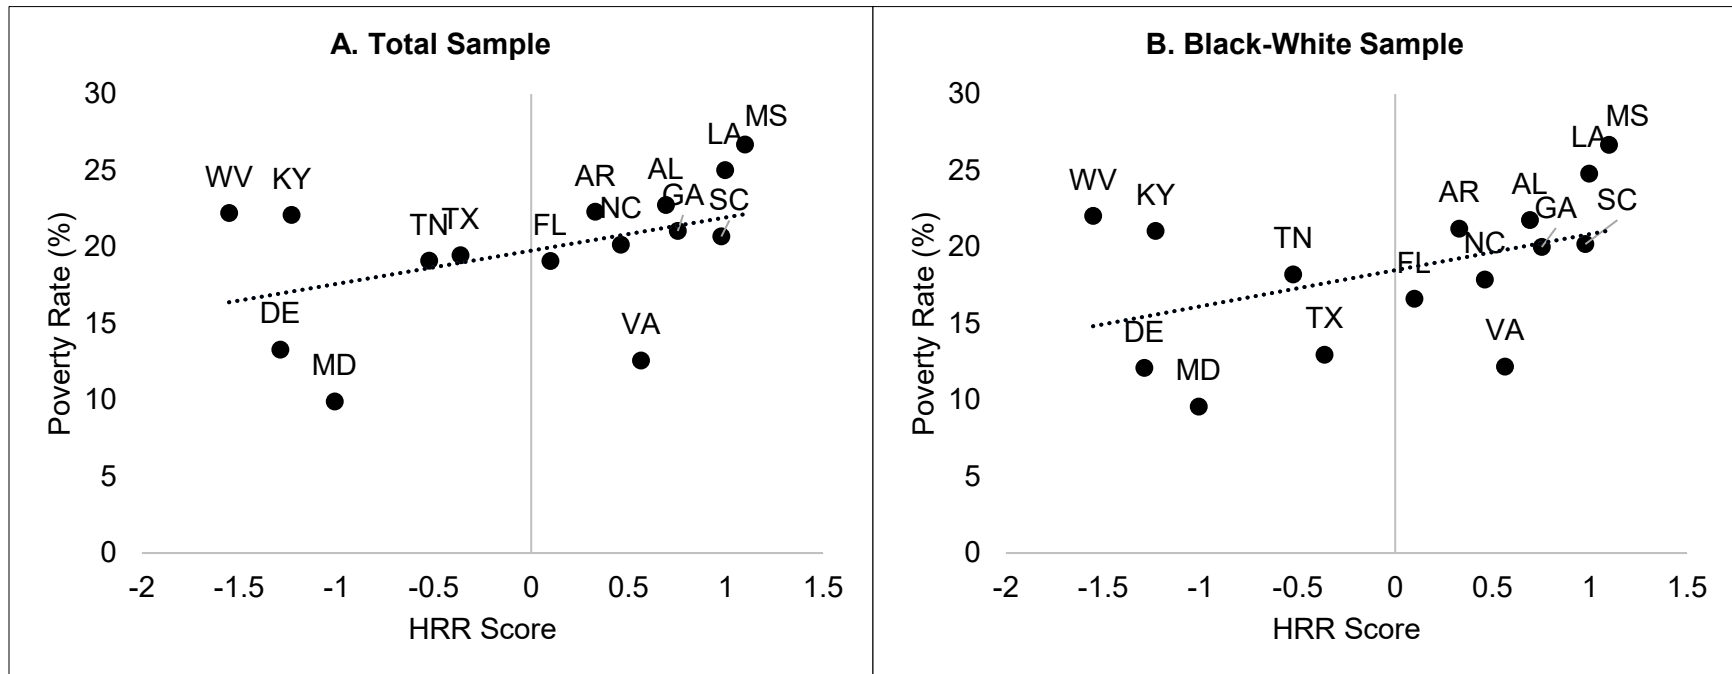 A. Total Sample
30
25
20
15
10
5
0
Poverty Rate (%)
WV
KY
DE
MD
TN
TX
FL
AR
NC
AL
GA
SC
LA
MS
VA
-2
-1.5
-1
-0.5
0
0.5
1
1.5
HRR Score
B. Black-White Sample
30
25
20
15
10
5
0
Poverty Rate (%)
WV
KY
DE
MD
TN
TX
FL
AR
NC
AL
GA
SC
LA
MS
VA
-2
-1.5
-1
-0.5
0
0.5
1
1.5
HRR Score